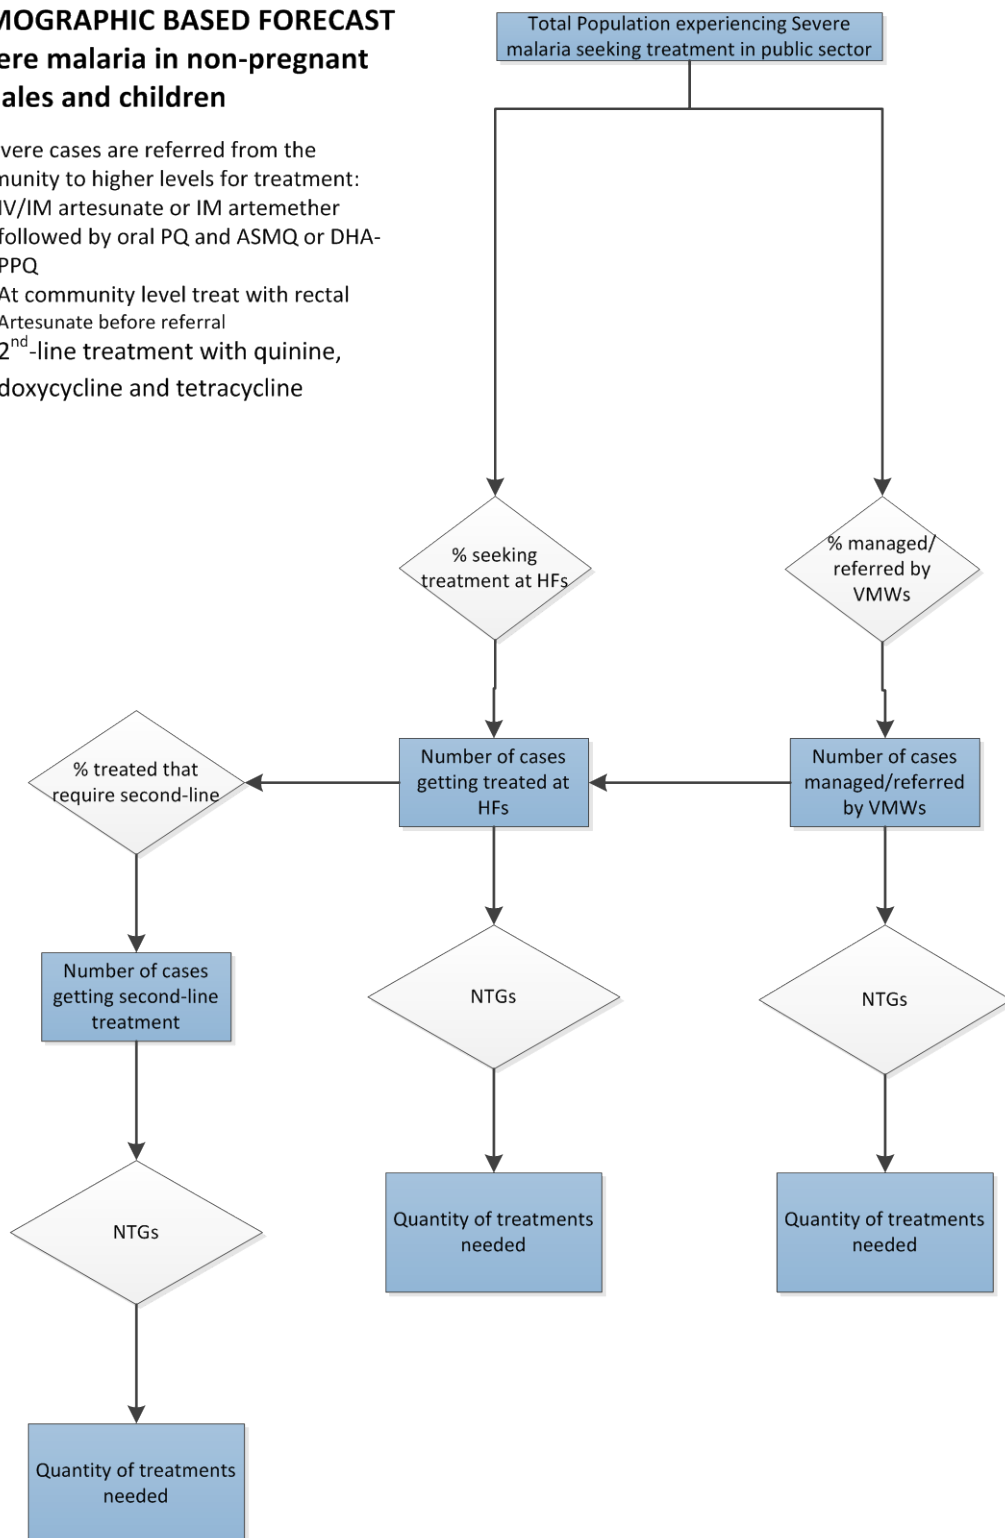 MOGRAPHIC BASED FORECAST
ere malaria in non-pregnant
ales and children
vere cases are referred from the
munity to higher levels for treatment:
IV/IM artesunate or IM artemether
followed by oral PQ and ASMQ or DHA-
PPQ
At community level treat with rectal
Artesunate before referral
2nd-line treatment with quinine,
doxycycline and tetracycline
Total Population experiencing Severe
malaria seeking treatment in public sector
% seeking
treatment at HFs
% managed/
referred by
VMWs
% treated that
require second-line
Number of cases
getting treated at
HFs
Number of cases
managed/referred
by VMWs
Number of cases
getting second-line
treatment
NTGs
NTGs
NTGs
Quantity of treatments
needed
Quantity of treatments
needed
Quantity of treatments
needed